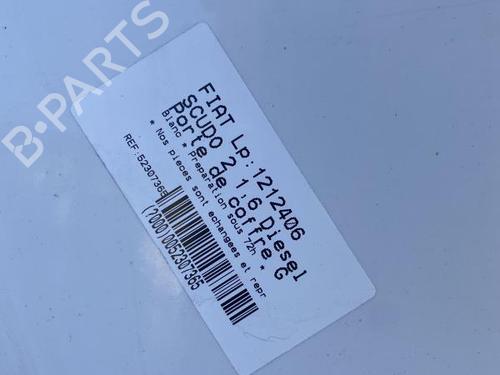 B-PARTS
FIAT Lp:1212406
SCUDO 2 1,6 Diesel
Porte de coffre G
Blanc * Preparation sous 72h *
* Nos pieces sont echangees et repr
REF:52307365
(?0000)0052307365